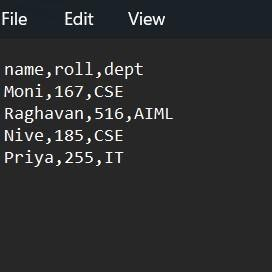 File Edit View
name,roll,dept
Moni,167,CSE
Raghavan,516,AIML
Nive,185,CSE
Priya,255,IT